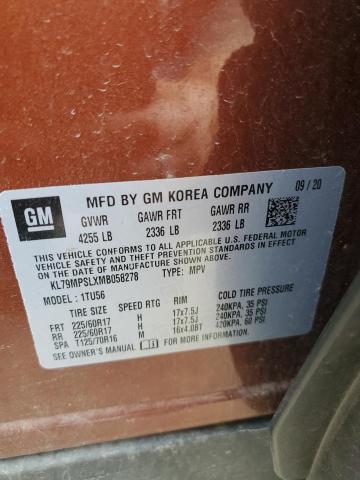 GM
MFD BY GM KOREA COMPANY 09/20
GVWR GAWR FRT GAWR RR
4255 LB 2336 LB 2336 LB
THIS VEHICLE CONFORMS TO ALL APPLICABLE U.S. FEDERAL MOTOR
VEHICLE SAFETY, BUMPER, AND THEFT PREVENTION STANDARDS
IN EFFECT ON THE DATE OF MANUFACTURE SHOWN ABOVE.
KL79MPSLXMB058278 TYPE: MPV
MODEL: 1TU56
TIRE SIZE SPEED RTG RIM COLD TIRE PRESSURE
FRT 225/60R17 H 17x7.5J 240KPA, 35 PSI
RR 225/60R17 H 17x7.5J 240KPA, 35 PSI
SPA T125/70R16 M 16x4.0BT 420KPA, 60 PSI
SEE OWNER'S MANUAL FOR ADDITIONAL INFORMATION